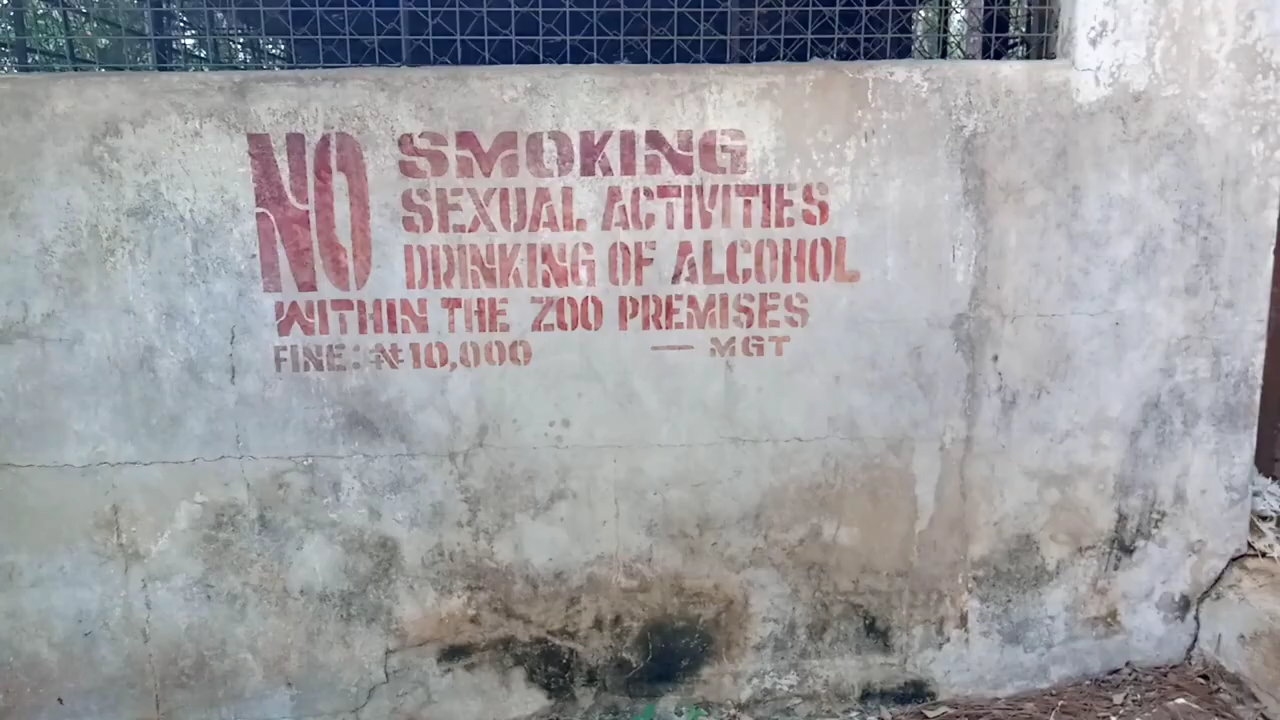 NO SMOKING
SEXUAL ACTIVITIES
DRINKING OF ALCOHOL
WITHIN THE ZOO PREMISES
FINE: ₦10,000 — MGT